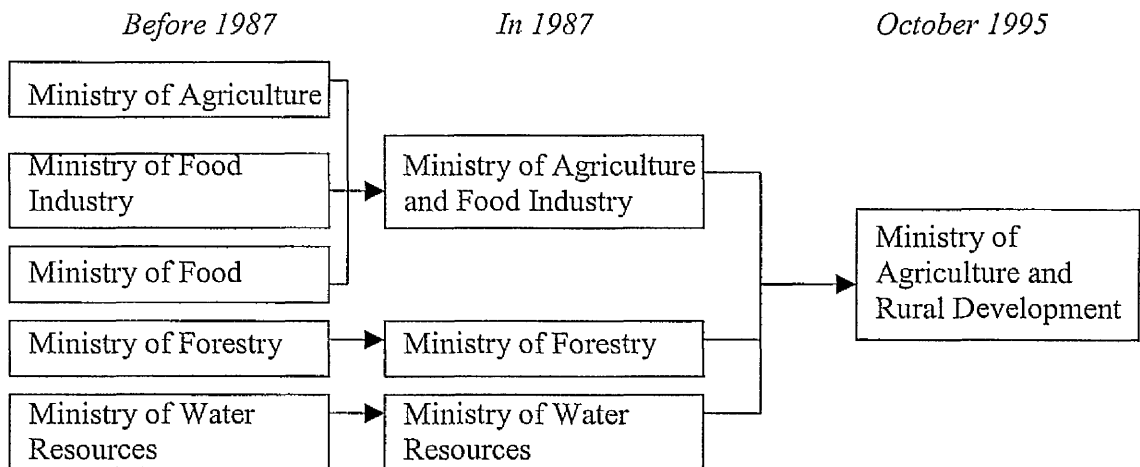 Before 1987
In 1987
October 1995
Ministry of Agriculture
Ministry of Food
Industry
Ministry of Food
Ministry of Forestry
Ministry of Water
Resources
Ministry of Agriculture
and Food Industry
Ministry of Forestry
Ministry of Water
Resources
Ministry of
Agriculture and
Rural Development